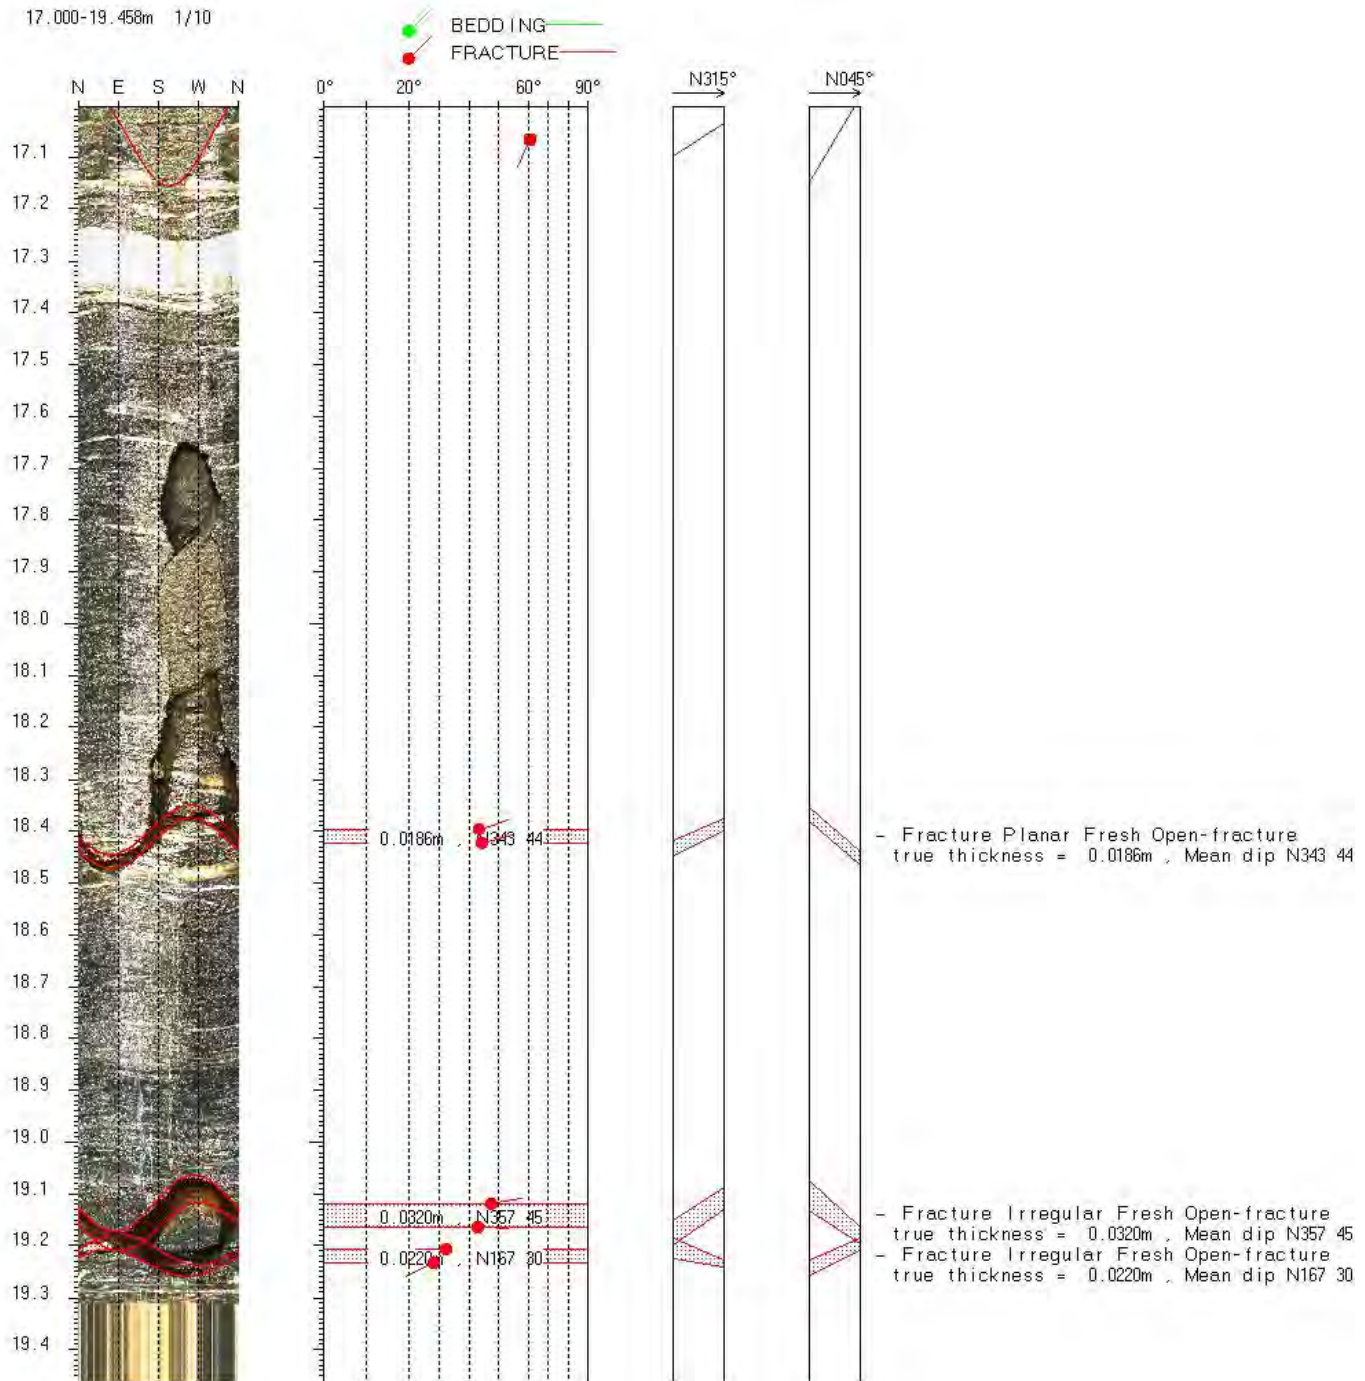 17.000-19.458m 1/10
BEDDING
FRACTURE
N E S W N
0° 20° 60° 90°
N315°
N045°
17.1
17.2
17.3
17.4
17.5
17.6
17.7
17.8
17.9
18.0
18.1
18.2
18.3
18.4
0.0186m , N343 44
- Fracture Planar Fresh Open-fracture
true thickness = 0.0186m , Mean dip N343 44
18.5
18.6
18.7
18.8
18.9
19.0
19.1
0.0320m , N357 45
- Fracture Irregular Fresh Open-fracture
true thickness = 0.0320m , Mean dip N357 45
19.2
0.0220m , N167 30
- Fracture Irregular Fresh Open-fracture
true thickness = 0.0220m , Mean dip N167 30
19.3
19.4